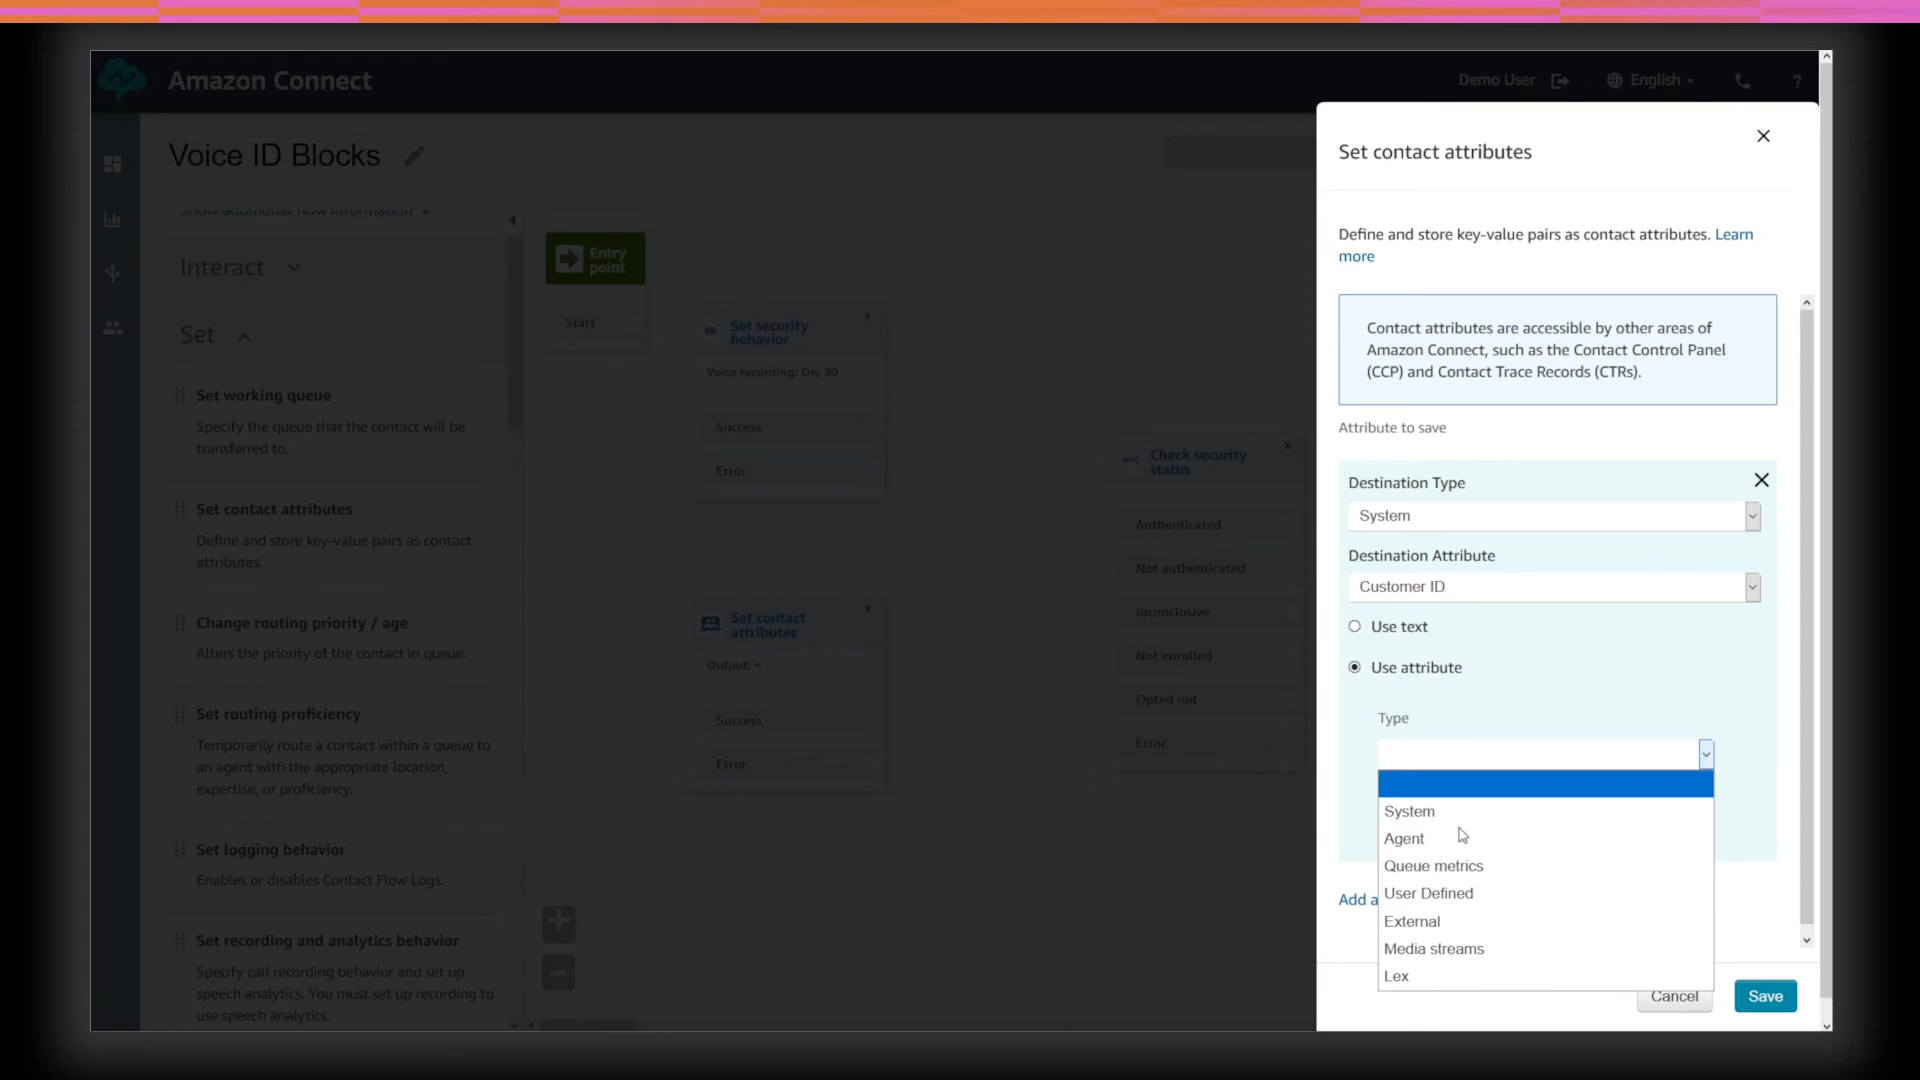 Amazon Connect
Demo User
English
?
Voice ID Blocks
Show additional flow information
Interact
Set
Set working queue
Specify the queue that the contact will be
transferred to.
Set contact attributes
Define and store key-value pairs as contact
attributes.
Change routing priority / age
Alters the priority of the contact in queue.
Set routing proficiency
Temporarily route a contact within a queue to
an agent with the appropriate location,
expertise, or proficiency.
Set logging behavior
Enables or disables Contact Flow Logs.
Set recording and analytics behavior
Specify call recording behavior and set up
speech analytics. You must set up recording to
use speech analytics.
Entry
point
Start
Set security
behavior
x
Voice recording: On, 90
Success
Error
Set contact
attributes
x
Output: =
Success
Error
Check security
status
x
Authenticated
Not authenticated
Inconclusive
Not enrolled
Opted out
Error
Set contact attributes
Define and store key-value pairs as contact attributes. Learn
more
Contact attributes are accessible by other areas of
Amazon Connect, such as the Contact Control Panel
(CCP) and Contact Trace Records (CTRs).
Attribute to save
Destination Type
System
Destination Attribute
Customer ID
Use text
Use attribute
Type
System
Agent
Queue metrics
User Defined
External
Media streams
Lex
Add a
Cancel
Save